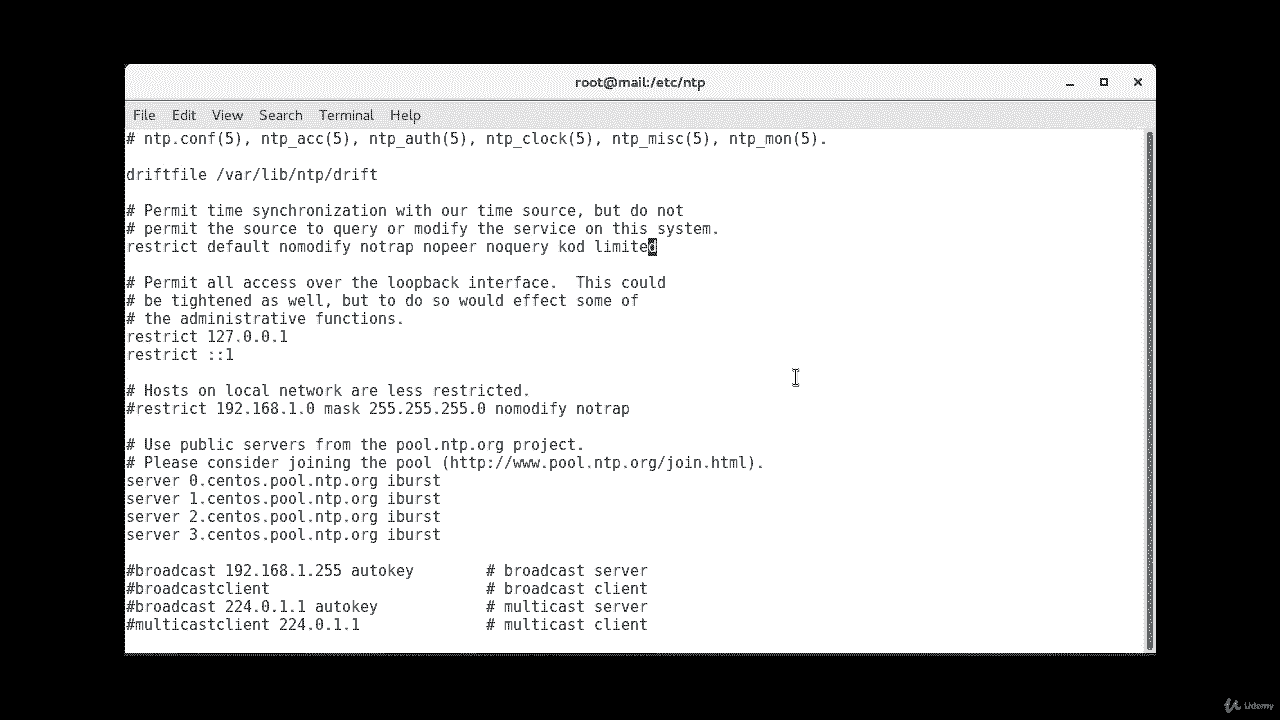 root@mail:/etc/ntp
File Edit View Search Terminal Help
# ntp.conf(5), ntp_acc(5), ntp_auth(5), ntp_clock(5), ntp_misc(5), ntp_mon(5).
driftfile /var/lib/ntp/drift
# Permit time synchronization with our time source, but do not
# permit the source to query or modify the service on this system.
restrict default nomodify notrap nopeer noquery kod limited
# Permit all access over the loopback interface.  This could
# be tightened as well, but to do so would effect some of
# the administrative functions.
restrict 127.0.0.1
restrict ::1
# Hosts on local network are less restricted.
#restrict 192.168.1.0 mask 255.255.255.0 nomodify notrap
# Use public servers from the pool.ntp.org project.
# Please consider joining the pool (http://www.pool.ntp.org/join.html).
server 0.centos.pool.ntp.org iburst
server 1.centos.pool.ntp.org iburst
server 2.centos.pool.ntp.org iburst
server 3.centos.pool.ntp.org iburst
#broadcast 192.168.1.255 autokey        # broadcast server
#broadcastclient                        # broadcast client
#broadcast 224.0.1.1 autokey            # multicast server
#multicastclient 224.0.1.1              # multicast client
Udemy